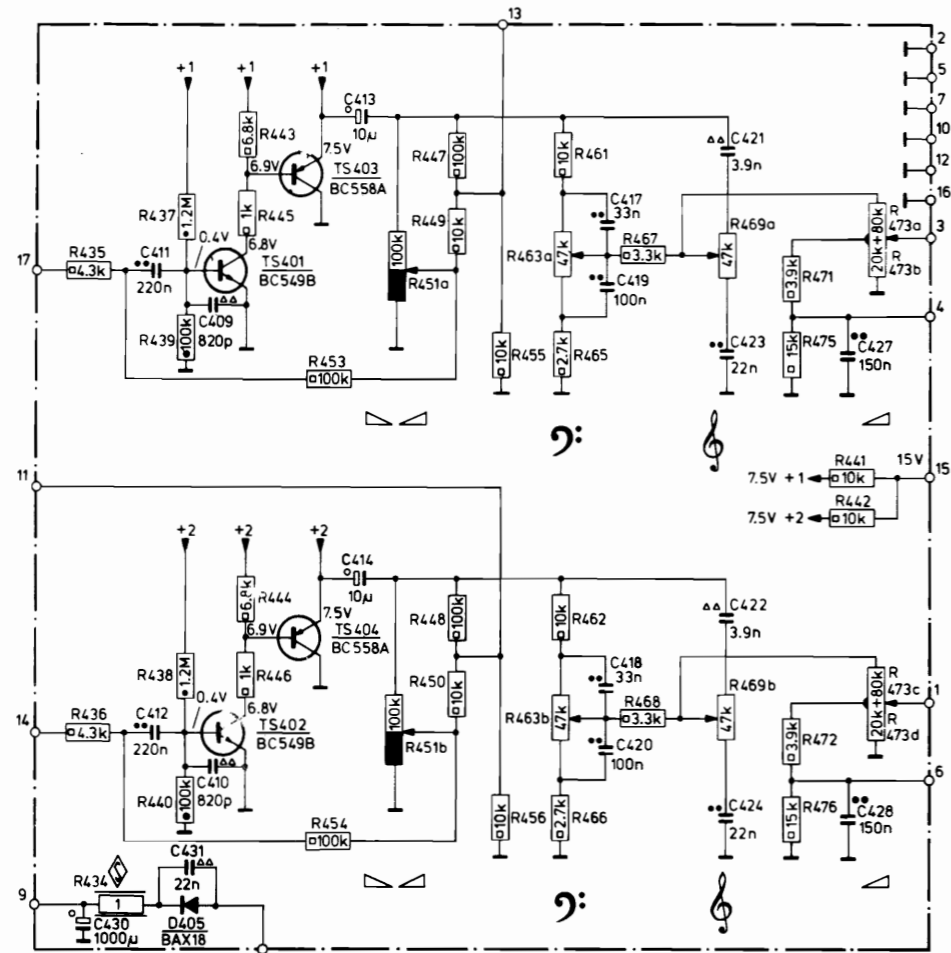 13
2
5
7
10
12
16
3
4
15
1
6
+1 +1 +1
C413
10µ
R443
6.8k
7.5V
6.9V
TS403
BC558A
R437
1.2M
1k
R445
0.4V
6.8V
17
R435
4.3k
C411
220n
TS401
BC549B
C409
820p
R439
100k
R453
100k
R447
100k
R449
10k
100k
R451a
10k
R455
10k
R461
C417
33n
R463a
47k
R467
3.3k
C419
100n
2.7k
R465
C421
3.9n
R469a
47k
C423
22n
R
473a
20k+80k
R
473b
3.9k
R471
R475
15k
C427
150n
11
7.5V +1
R441
10k
15V
7.5V +2
R442
10k
+2 +2 +2
C414
10µ
R444
6.8k
7.5V
6.9V
TS404
BC558A
R438
1.2M
1k
R446
0.4V
6.8V
14
R436
4.3k
C412
220n
TS402
BC549B
C410
820p
R440
100k
R454
100k
R448
100k
R450
10k
100k
R451b
10k
R456
10k
R462
C418
33n
R463b
47k
R468
3.3k
C420
100n
2.7k
R466
C422
3.9n
R469b
47k
C424
22n
R
473c
20k+80k
R
473d
3.9k
R472
R476
15k
C428
150n
9
R434
1
C431
22n
C430
1000µ
D405
BAX18